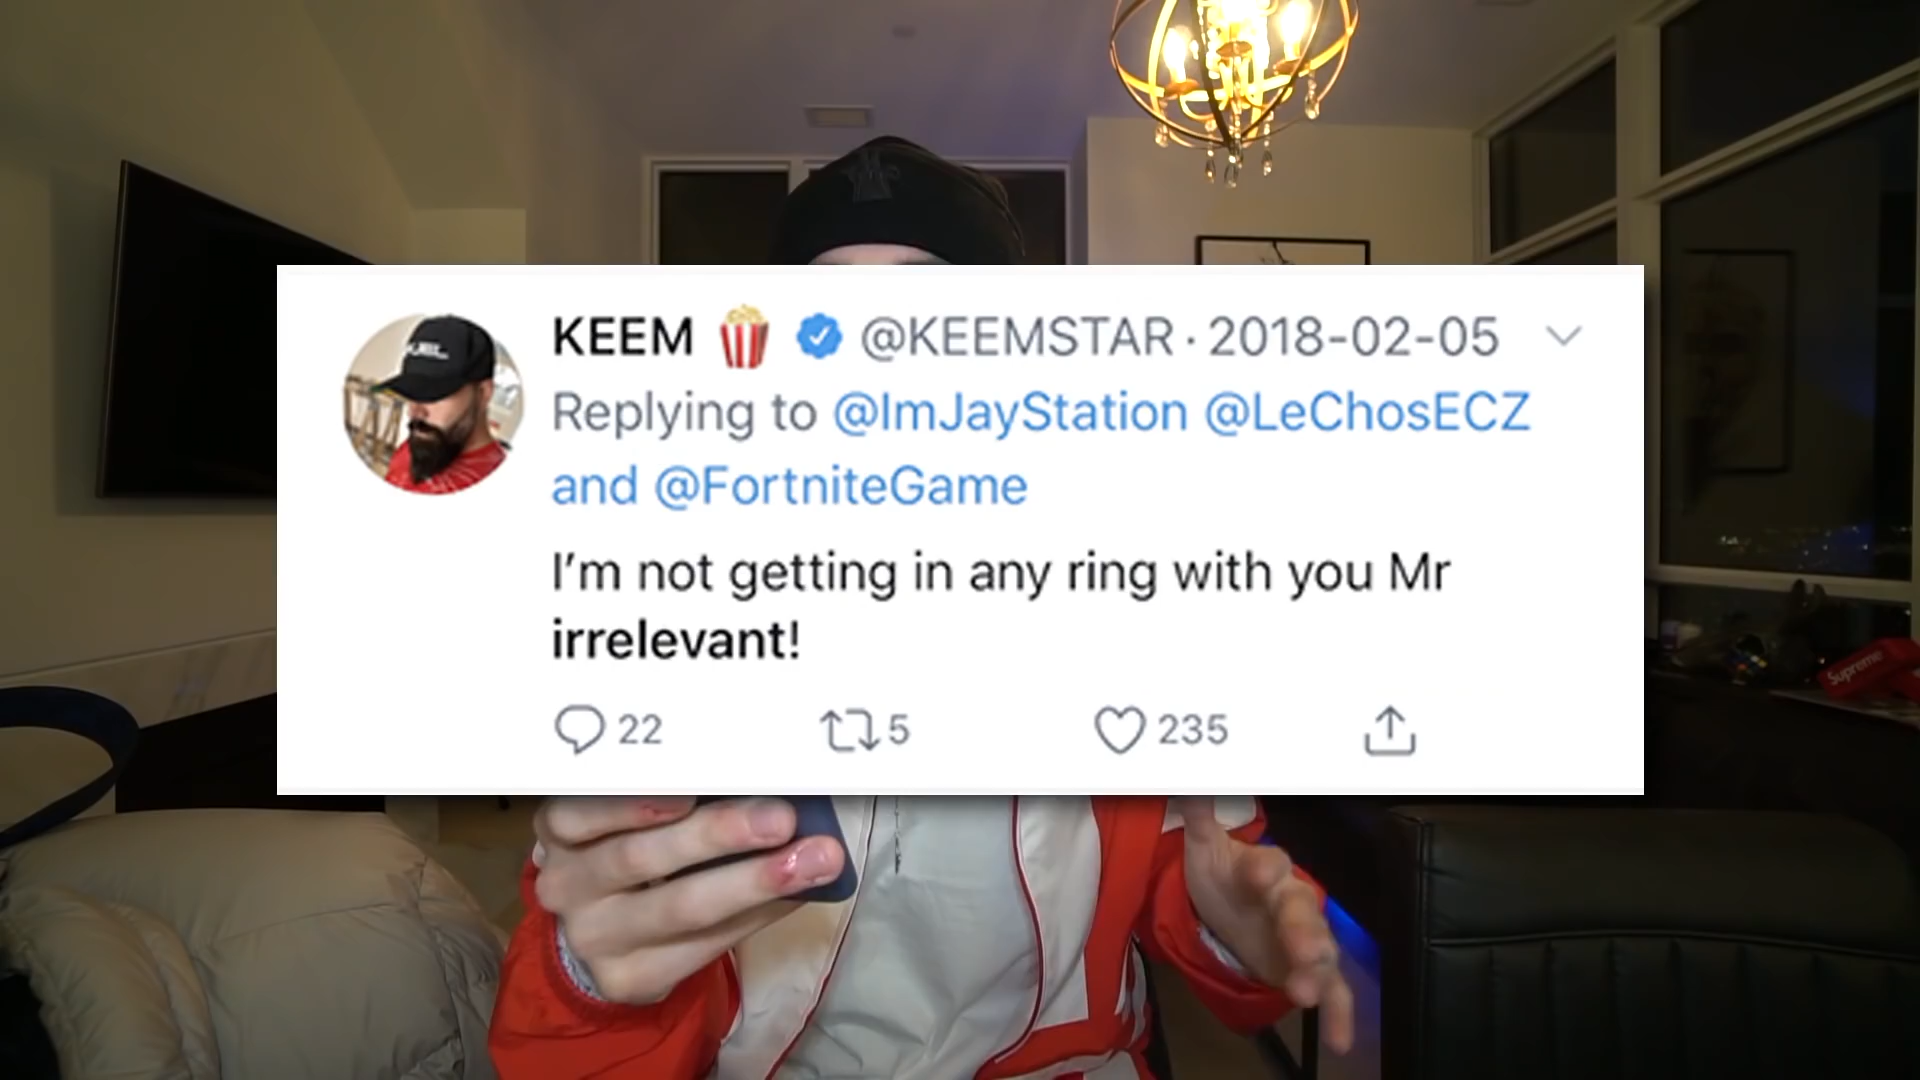 KEEM 🍿 @KEEMSTAR · 2018-02-05
Replying to @ImJayStation @LeChosECZ
and @FortniteGame
I'm not getting in any ring with you Mr
irrelevant!
22 5 235
Supreme